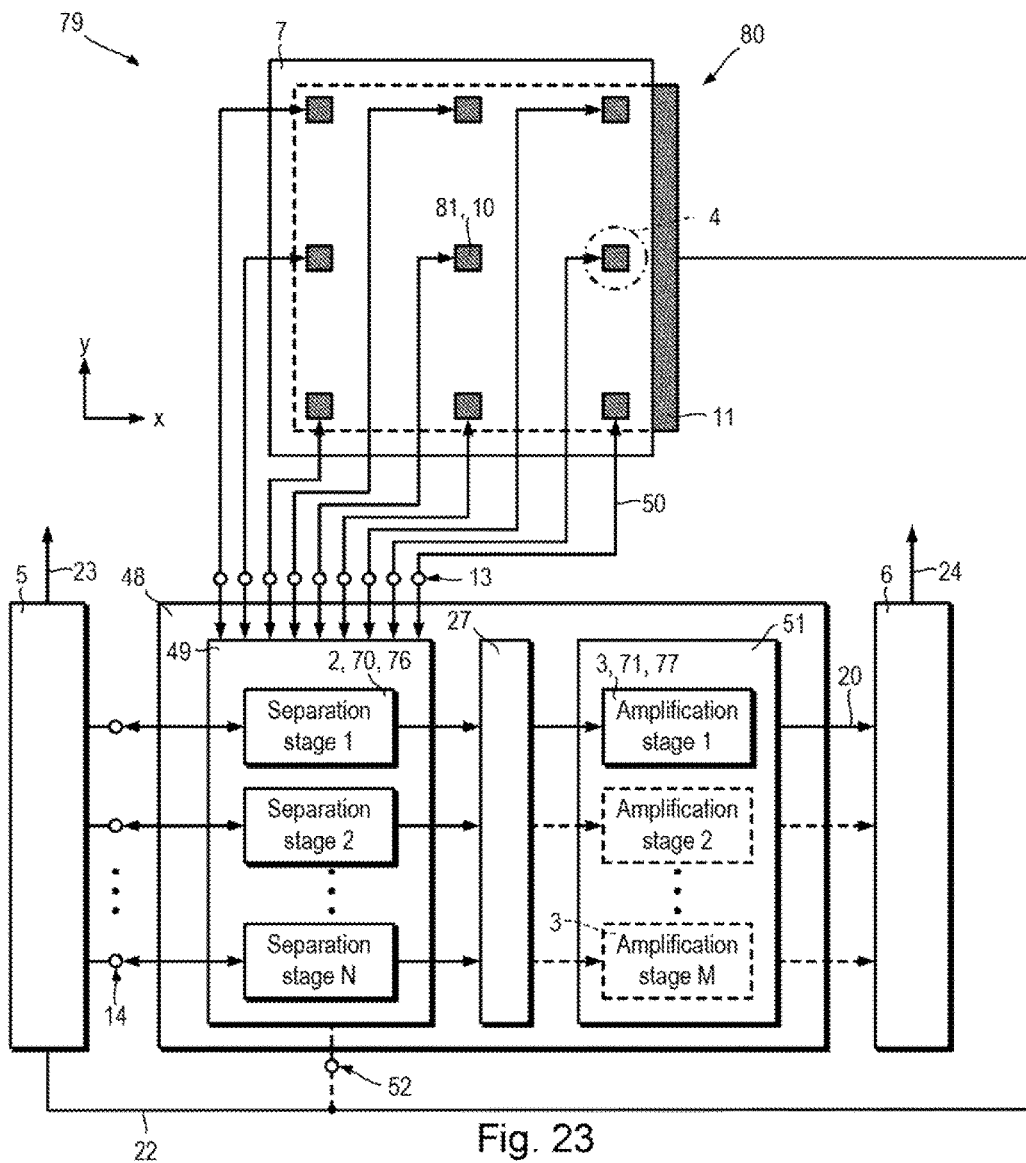 79
7
80
81, 10
4
y
x
11
50
5
23
48
13
6
24
49
2, 70, 76
27
3, 71, 77
51
20
Separation
stage 1
Amplification
stage 1
Separation
stage 2
Amplification
stage 2
3
Separation
stage N
Amplification
stage M
14
52
22
Fig. 23